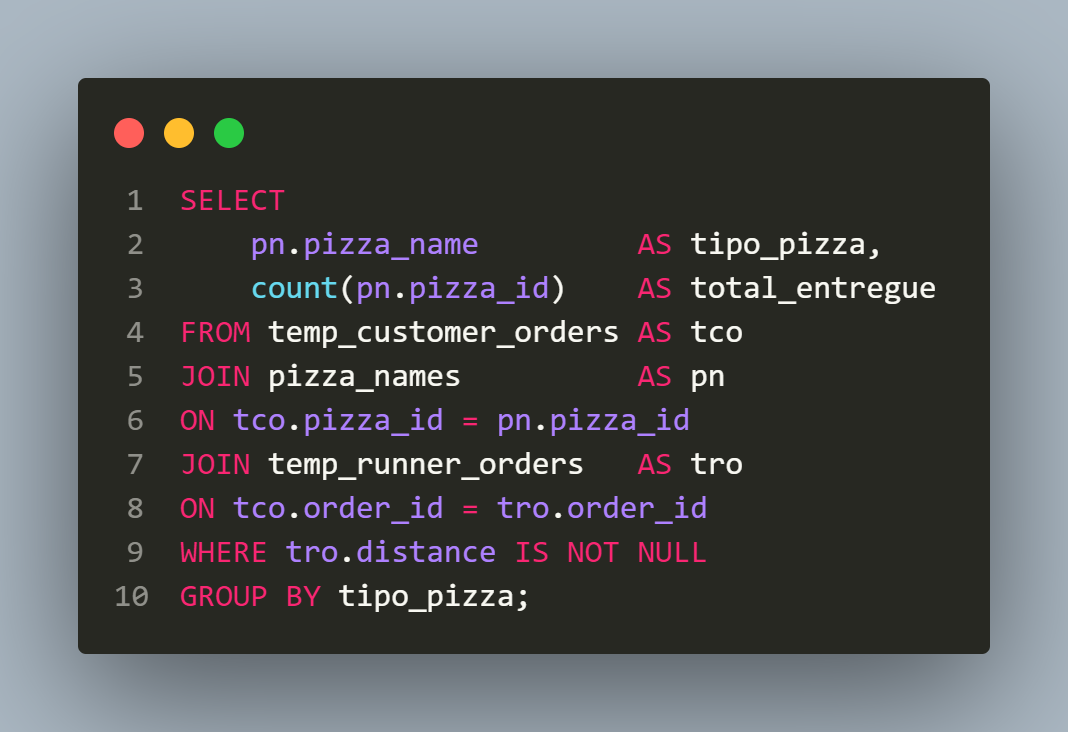 1 SELECT
2     pn.pizza_name         AS tipo_pizza,
3     count(pn.pizza_id)    AS total_entregue
4 FROM temp_customer_orders AS tco
5 JOIN pizza_names          AS pn
6 ON tco.pizza_id = pn.pizza_id
7 JOIN temp_runner_orders   AS tro
8 ON tco.order_id = tro.order_id
9 WHERE tro.distance IS NOT NULL
10 GROUP BY tipo_pizza;